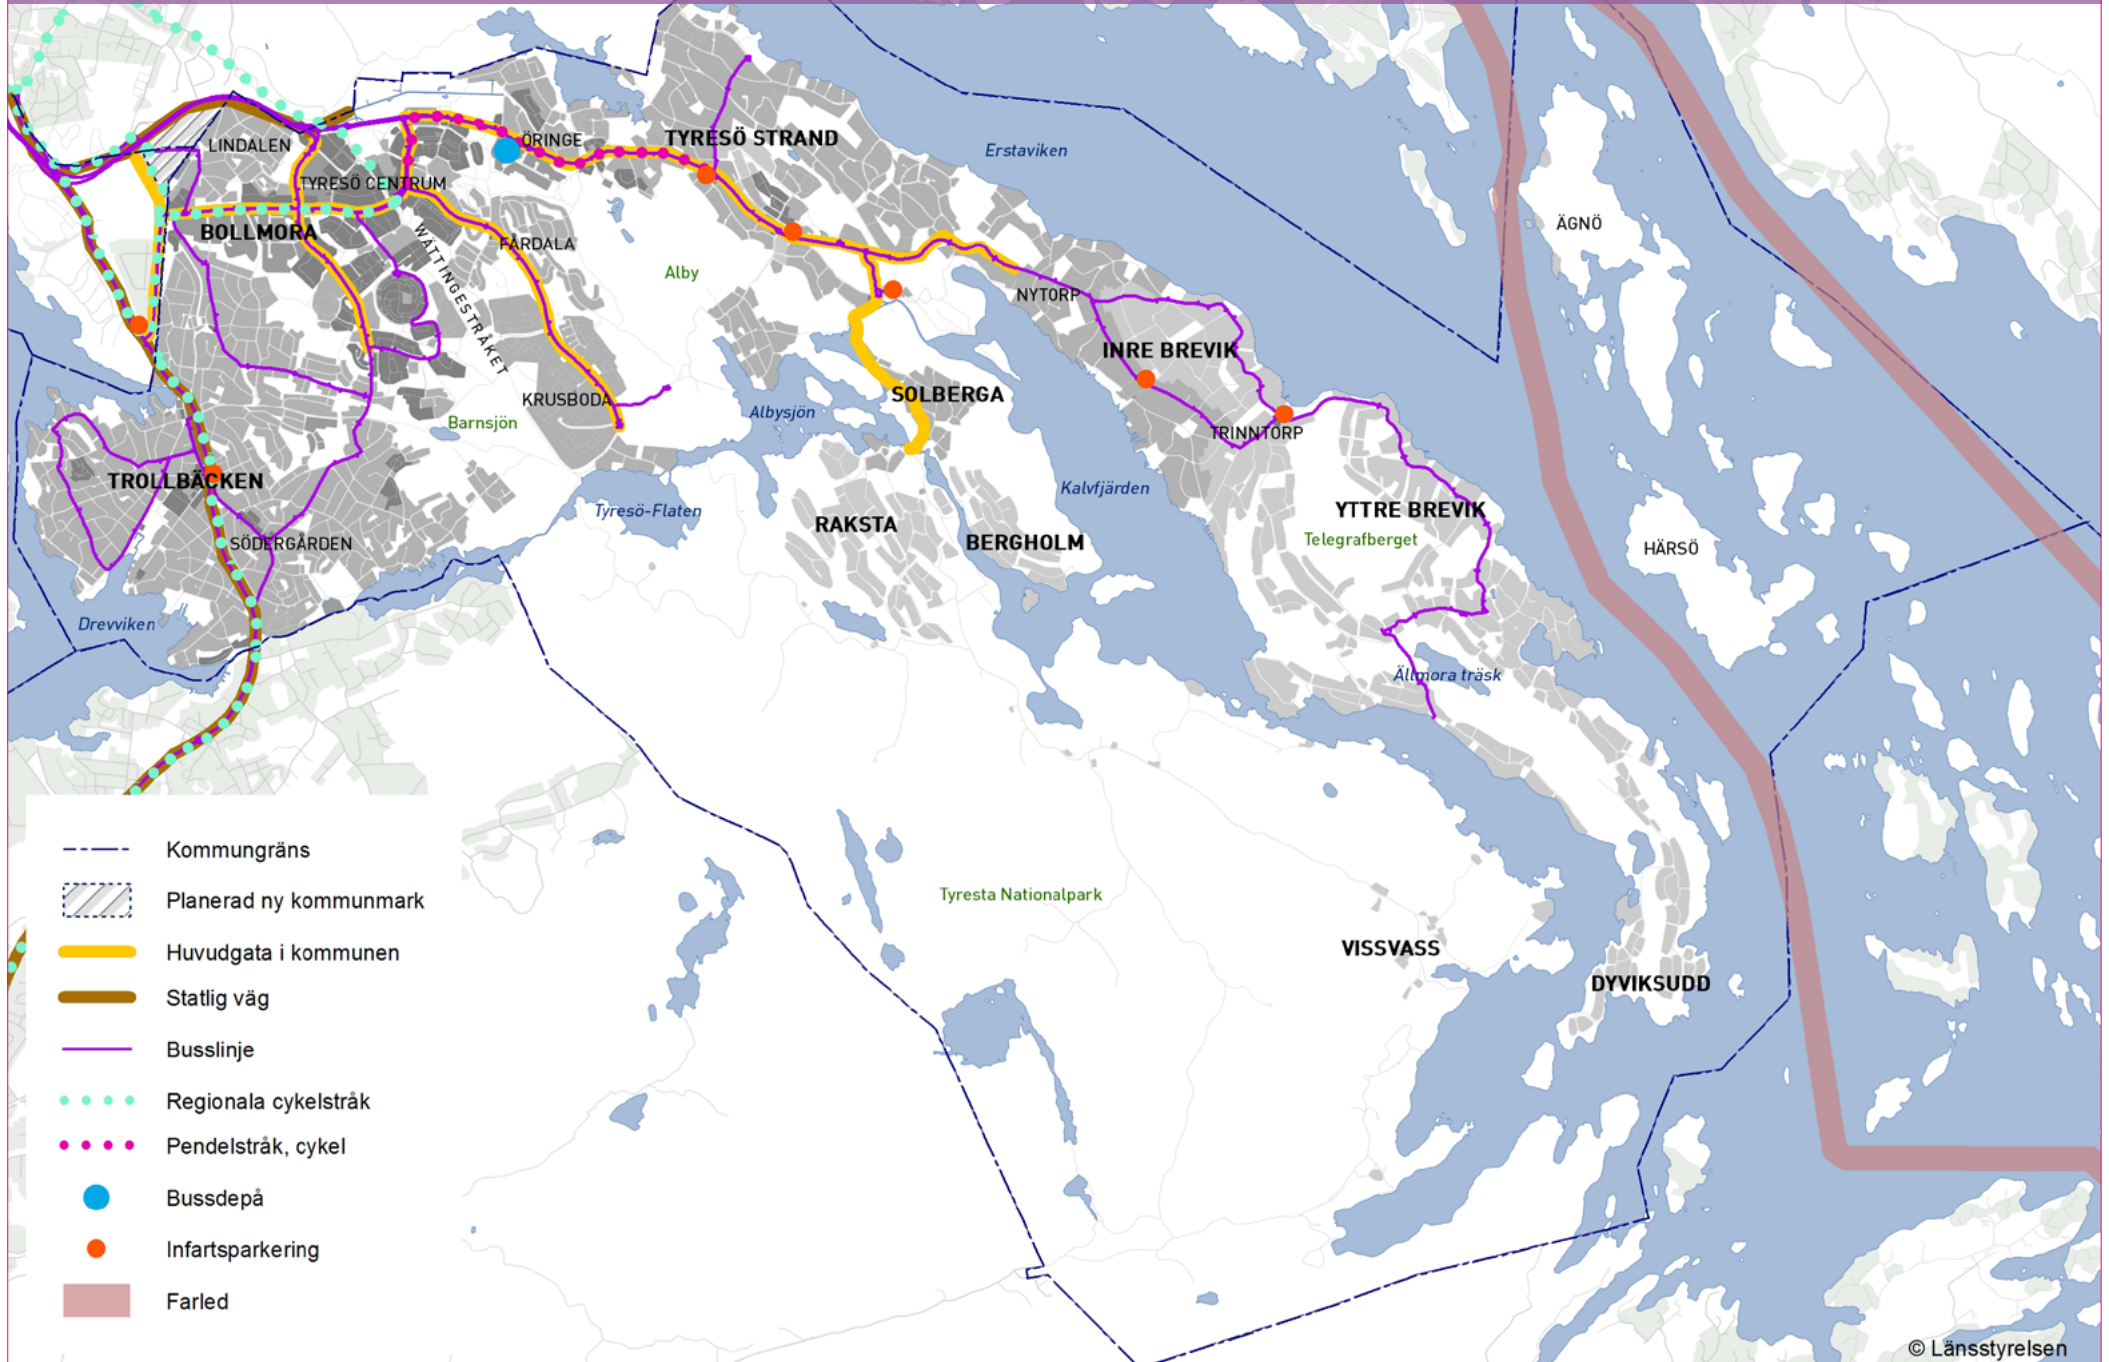 LINDALEN
ÖRINGE
TYRESÖ STRAND
Erstaviken
TYRESÖ CENTRUM
BOLLMORA
WÄTTINGESTRÅKET
FÅRDALA
Alby
ÄGNÖ
NYTORP
INRE BREVIK
KRUSBODA
SOLBERGA
Albysjön
Barnsjön
TRINNTORP
TROLLBÄCKEN
Kalvfjärden
Tyresö-Flaten
RAKSTA
YTTRE BREVIK
Telegrafberget
BERGHOLM
SÖDERGÅRDEN
HÄRSÖ
Drevviken
Ällmora träsk
Tyresta Nationalpark
VISSVASS
DYVIKSUDD
Kommungräns
Planerad ny kommunmark
Huvudgata i kommunen
Statlig väg
Busslinje
Regionala cykelstråk
Pendelstråk, cykel
Bussdepå
Infartsparkering
Farled
© Länsstyrelsen